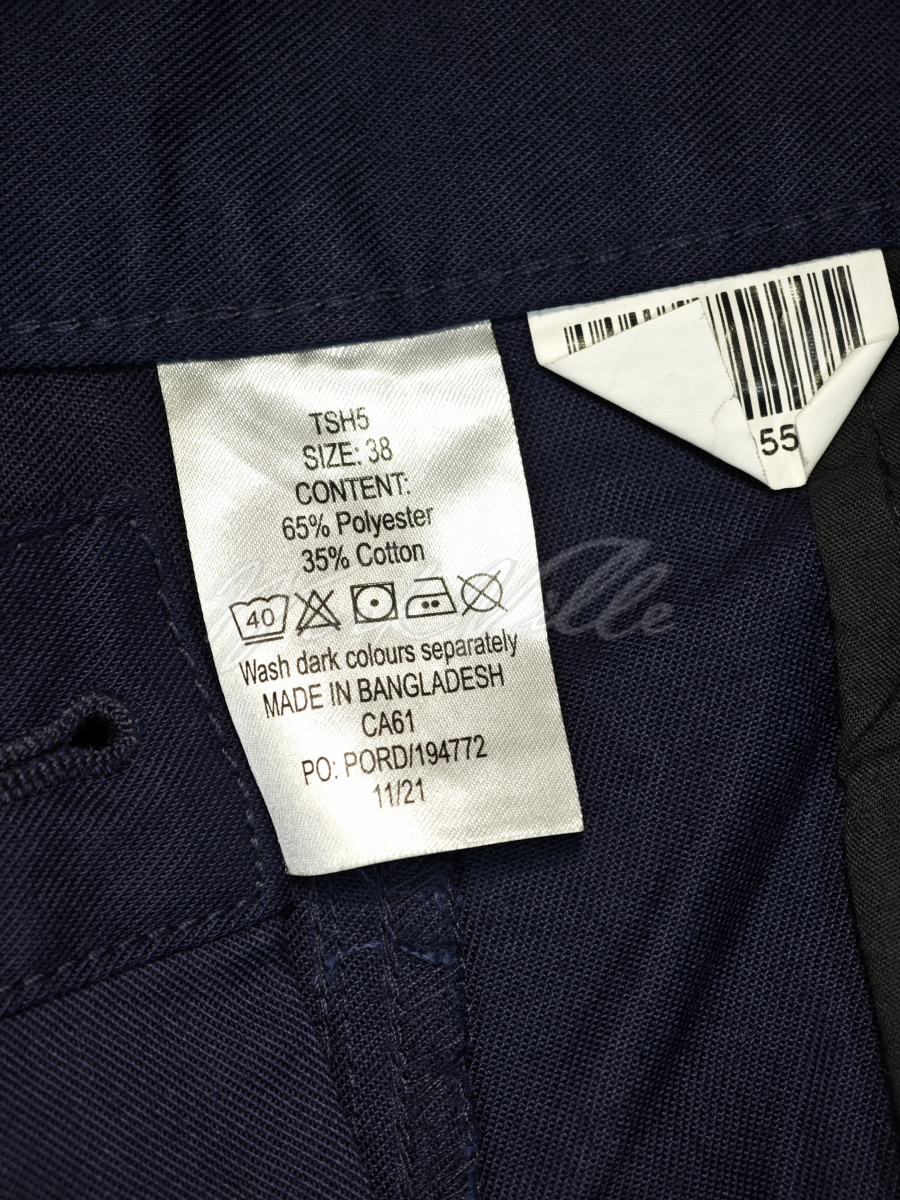 TSH5
SIZE: 38
CONTENT:
65% Polyester
35% Cotton
40
Wash dark colours separately
MADE IN BANGLADESH
CA61
PO: PORD/194772
11/21
55